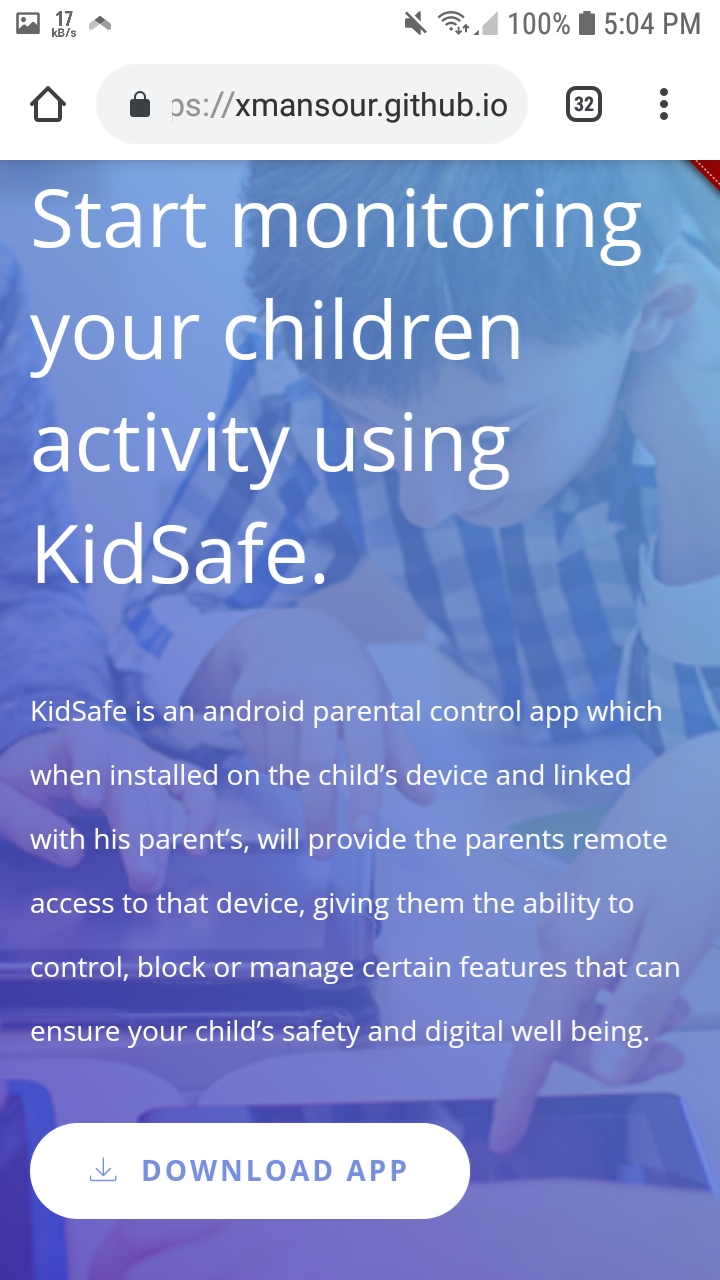 17
kB/s
100%
5:04 PM
ps://xmansour.github.io
32
Start monitoring
your children
activity using
KidSafe.
KidSafe is an android parental control app which
when installed on the child’s device and linked
with his parent’s, will provide the parents remote
access to that device, giving them the ability to
control, block or manage certain features that can
ensure your child’s safety and digital well being.
DOWNLOAD APP